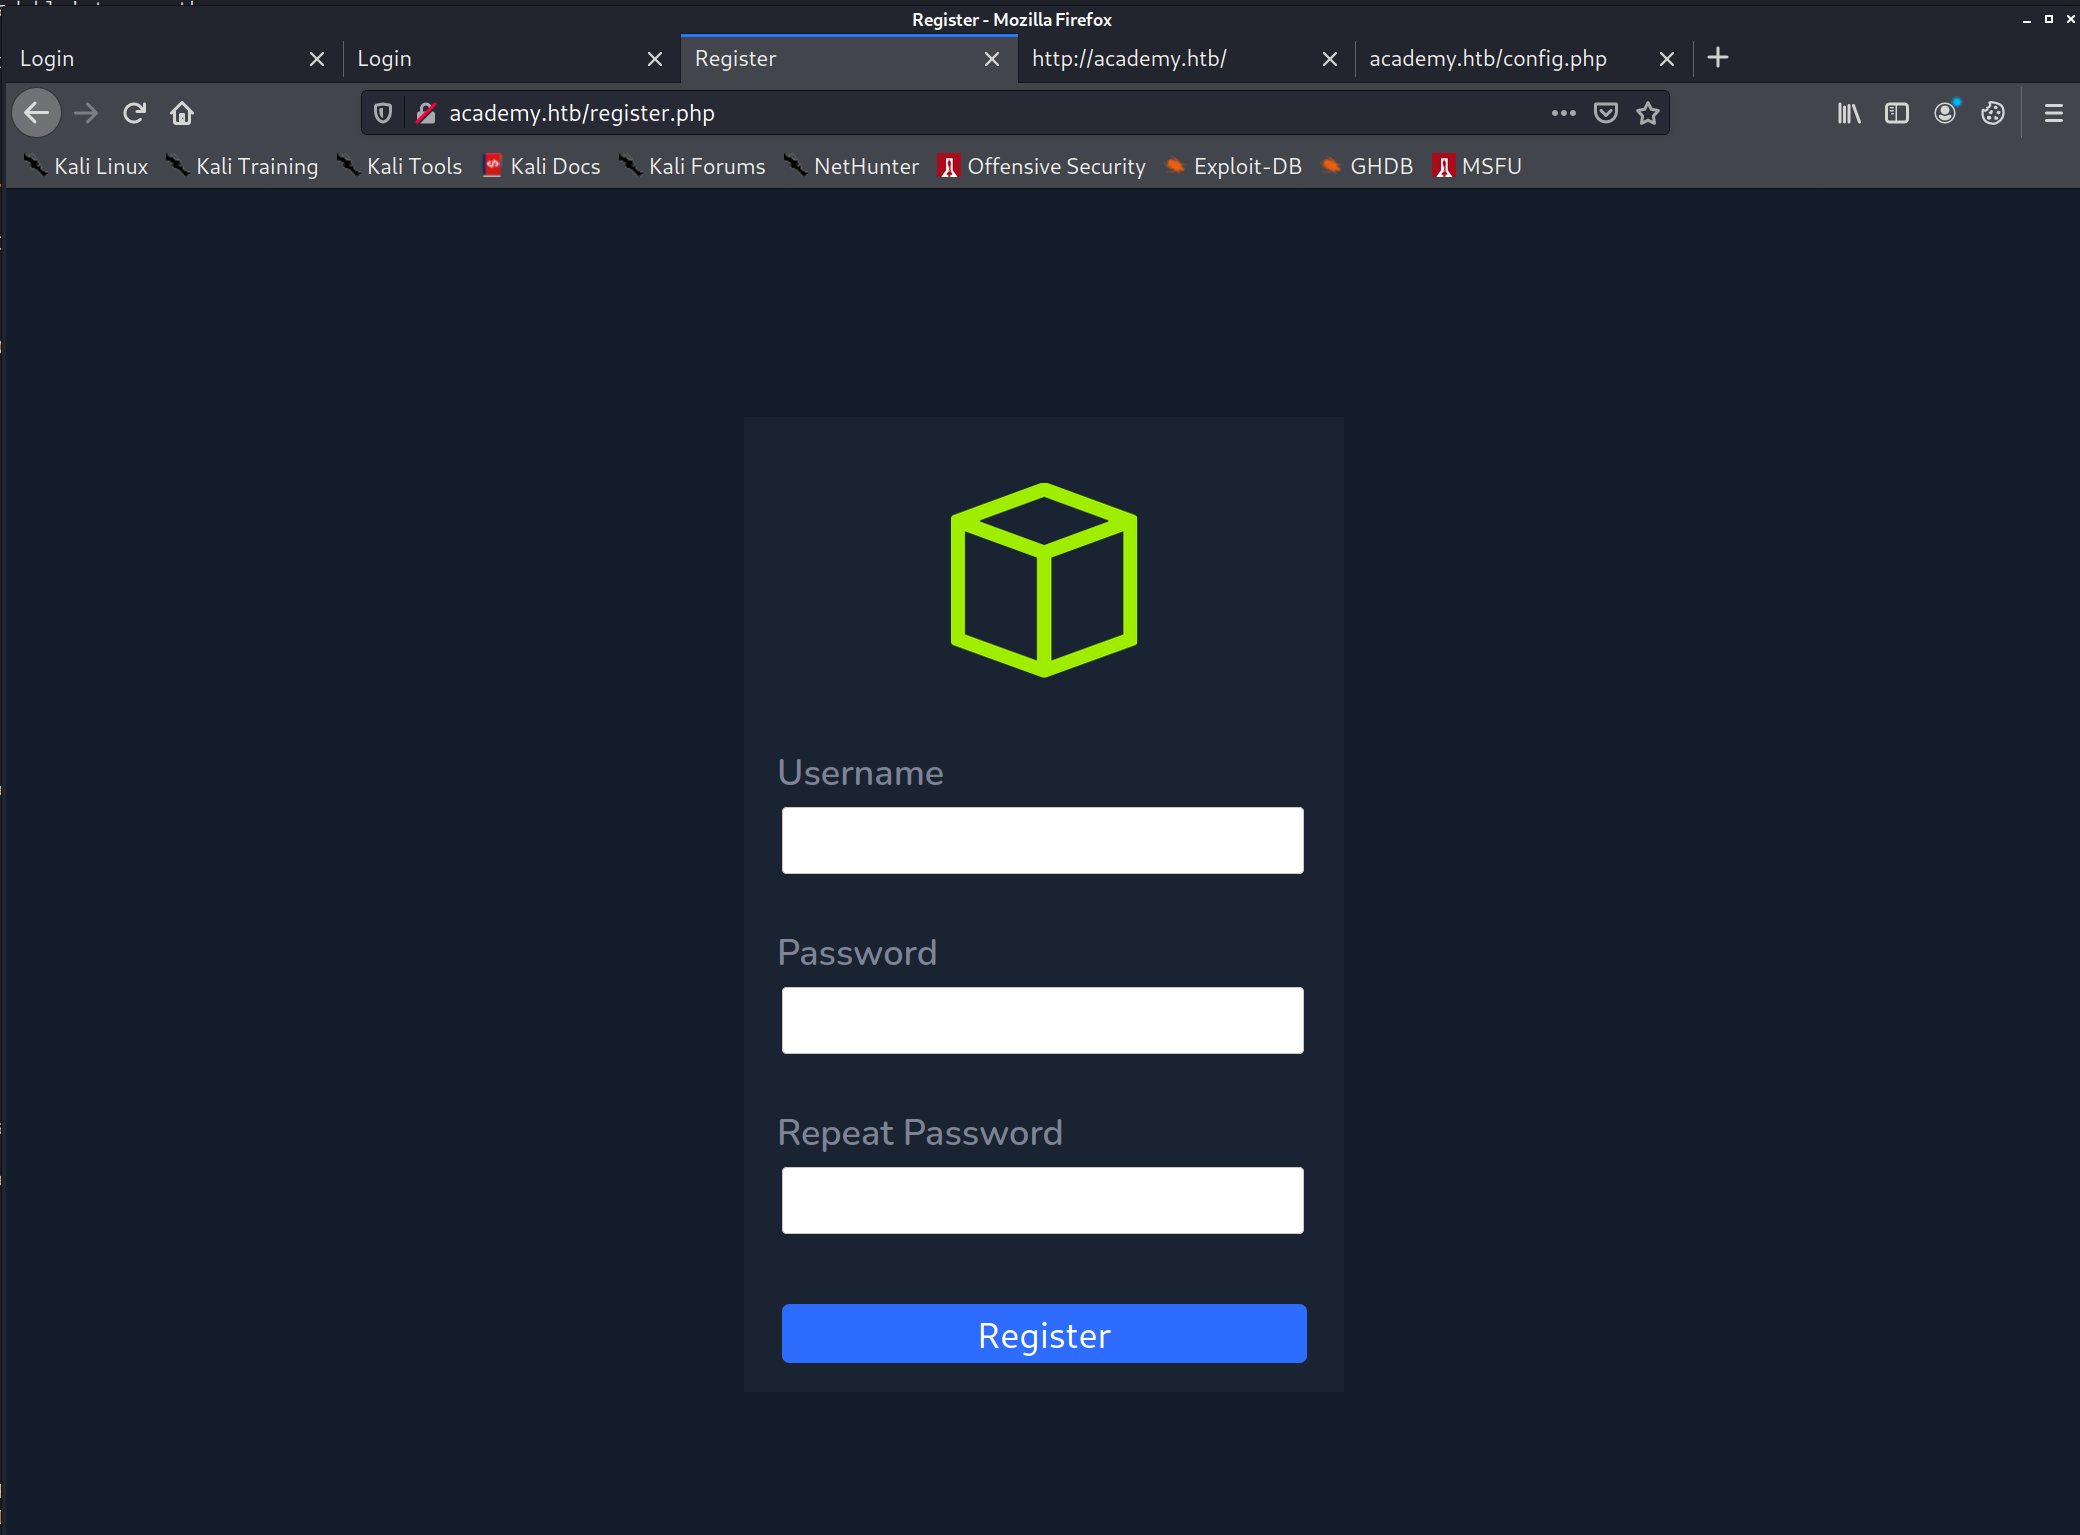 Register - Mozilla Firefox
Login Login Register http://academy.htb/ academy.htb/config.php
academy.htb/register.php
Kali Linux Kali Training Kali Tools Kali Docs Kali Forums NetHunter Offensive Security Exploit-DB GHDB MSFU
Username
Password
Repeat Password
Register